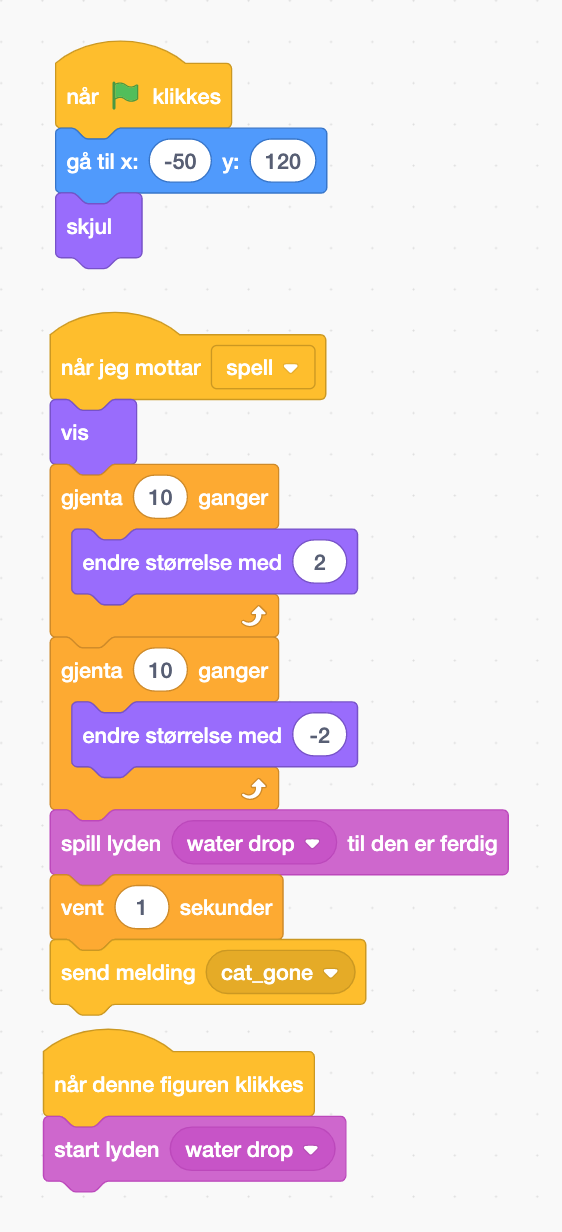 når klikkes
gå til x: -50 y: 120
skjul
når jeg mottar spell
vis
gjenta 10 ganger
endre størrelse med 2
gjenta 10 ganger
endre størrelse med -2
spill lyden water drop til den er ferdig
vent 1 sekunder
send melding cat_gone
når denne figuren klikkes
start lyden water drop